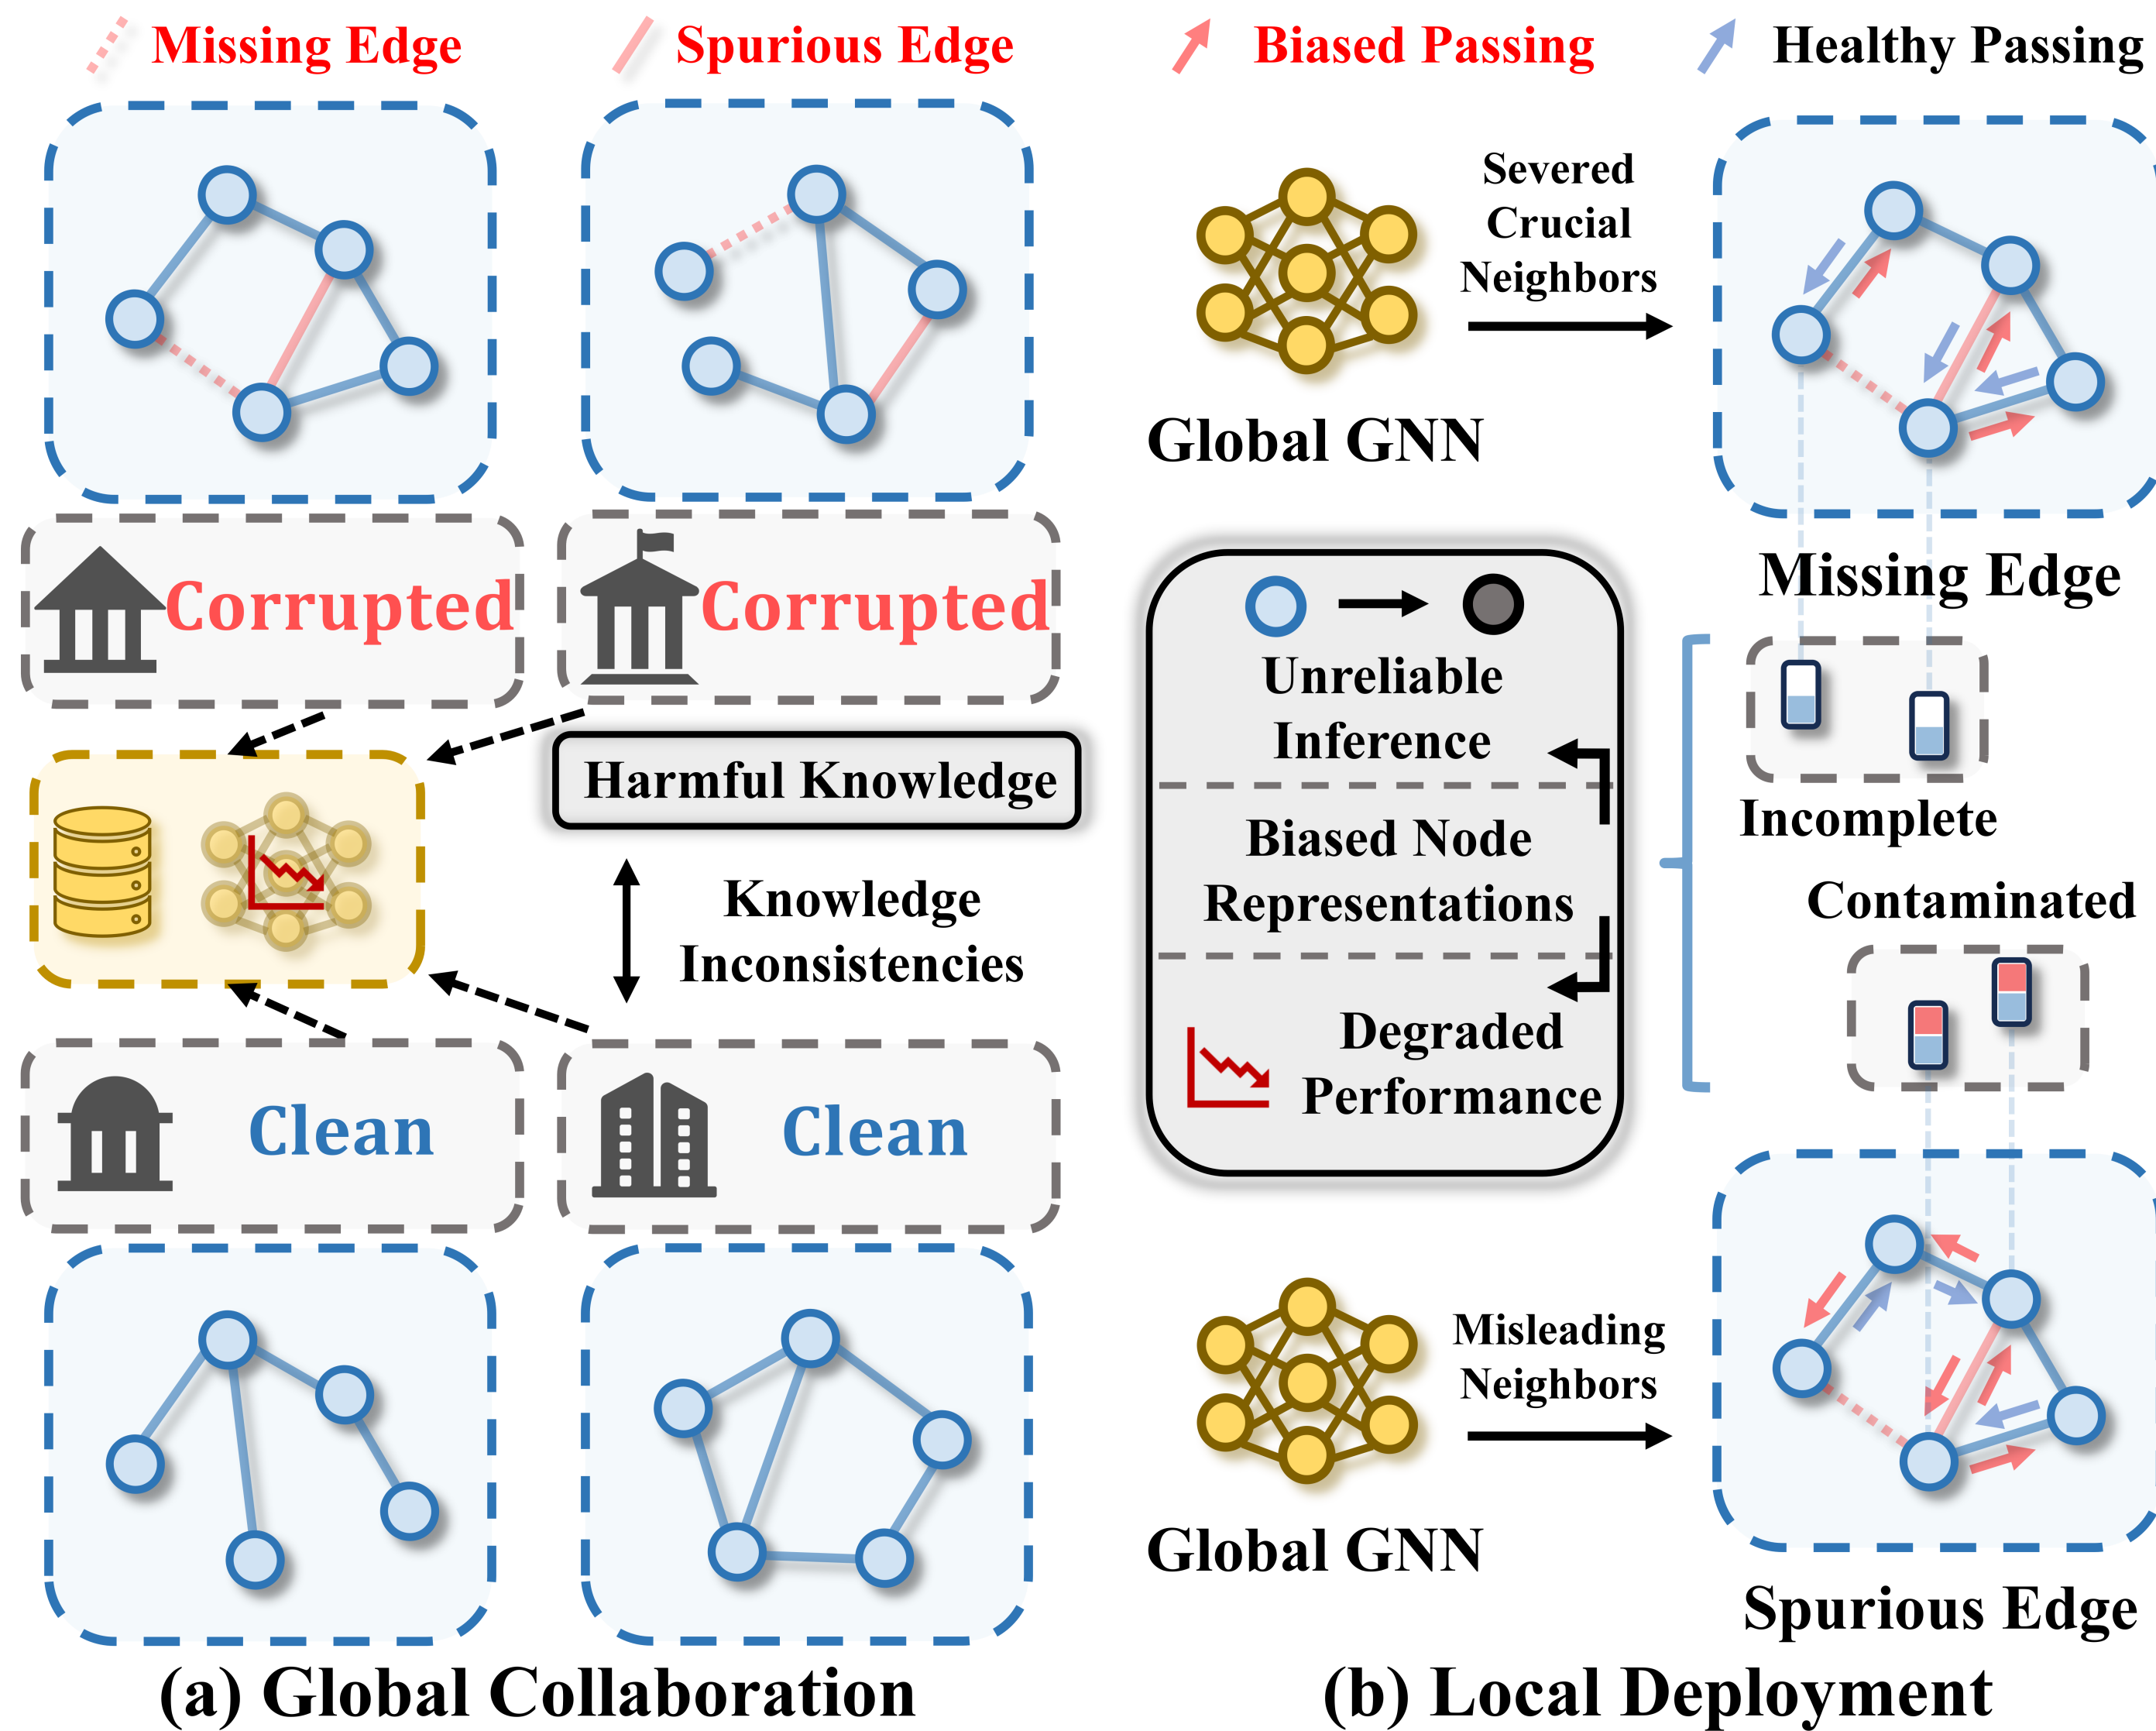 Missing Edge
Spurious Edge
Biased Passing
Healthy Passing
Corrupted
Corrupted
Harmful Knowledge
Knowledge
Inconsistencies
Clean
Clean
(a) Global Collaboration
Severed
Crucial
Neighbors
Global GNN
Missing Edge
Unreliable
Inference
Biased Node
Representations
Degraded
Performance
Incomplete
Contaminated
Misleading
Neighbors
Global GNN
Spurious Edge
(b) Local Deployment